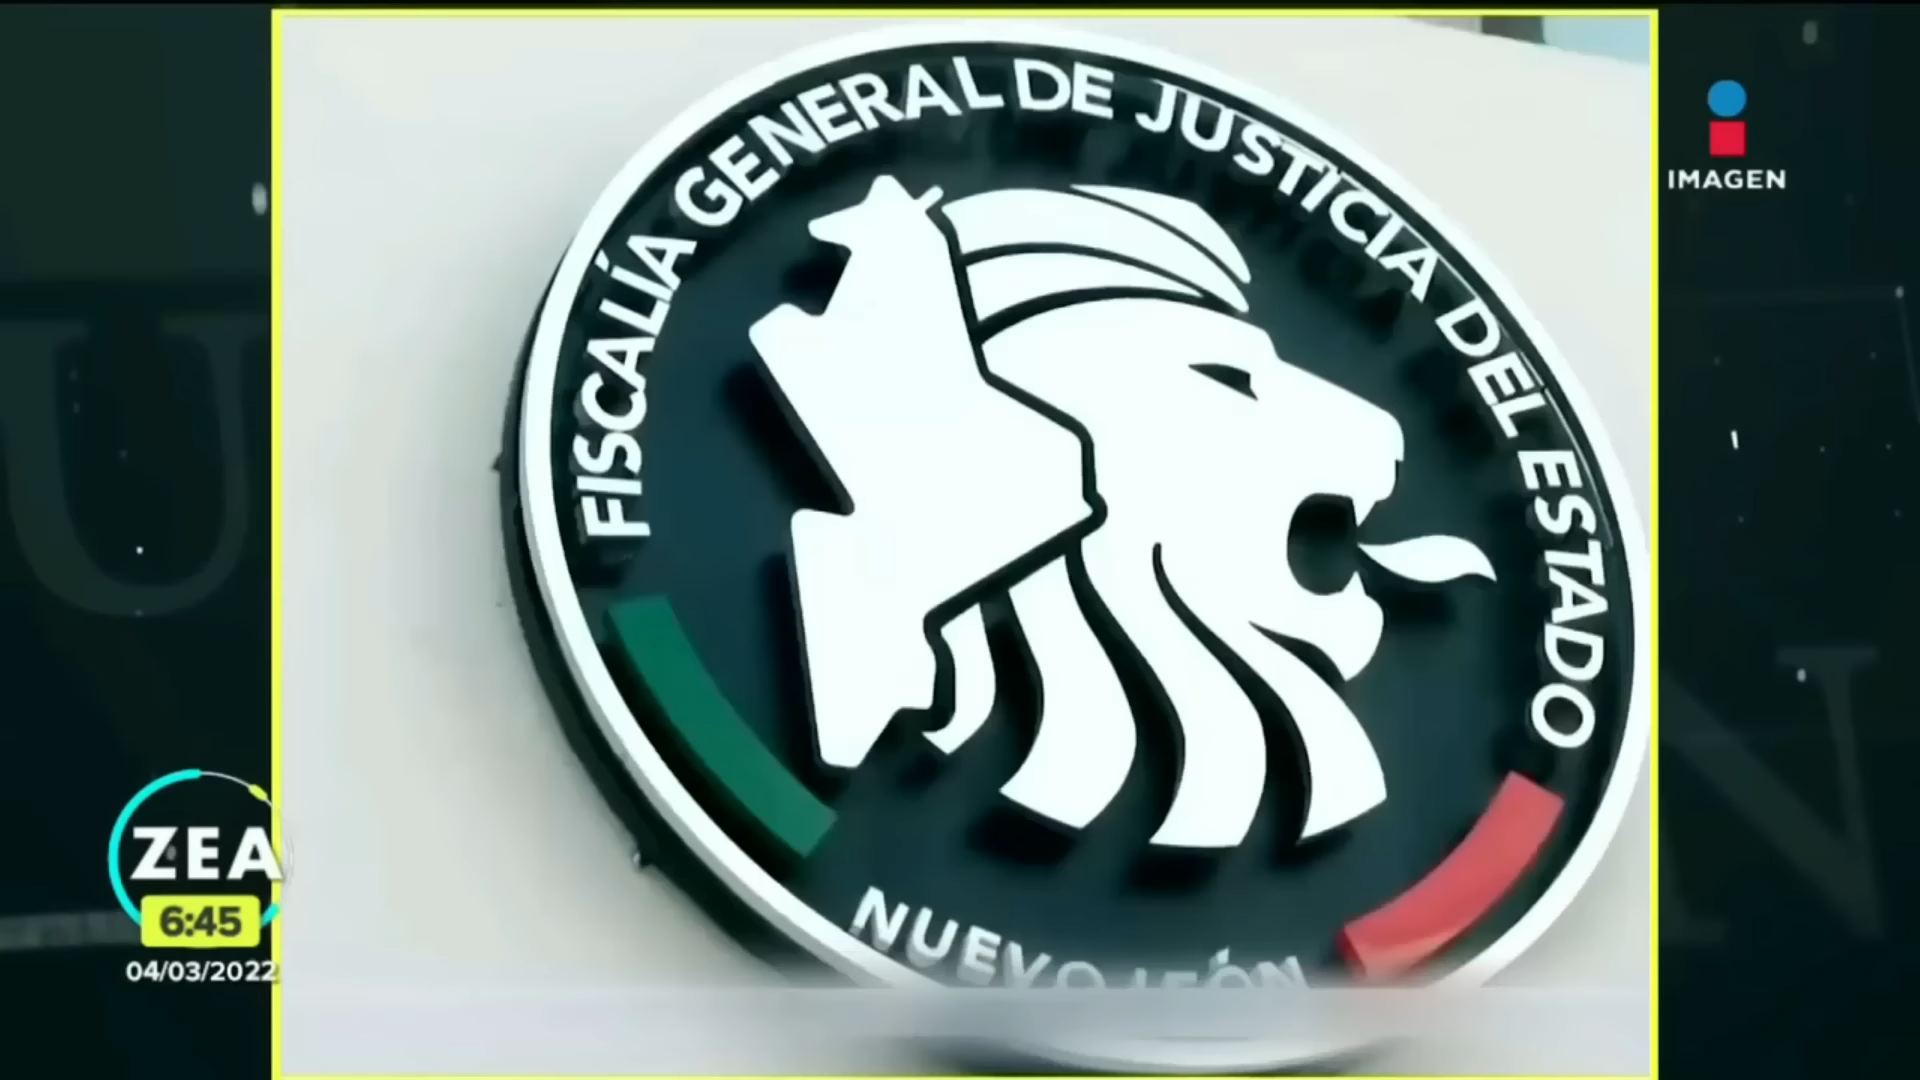 FISCALÍA GENERAL DE JUSTICIA DEL ESTADO
NUEVO LEÓN
IMAGEN
ZEA
6:45
04/03/2022